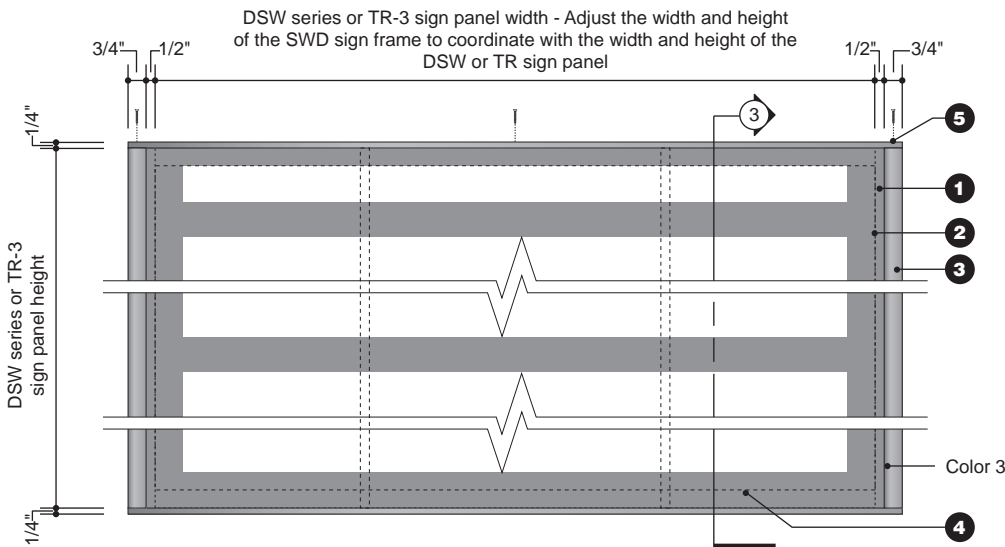 DSW series or TR-3 sign panel width - Adjust the width and height
of the SWD sign frame to coordinate with the width and height of the
DSW or TR sign panel
3/4"
1/2"
1/2"
3/4"
1/4"
3
5
1
2
3
DSW series or TR-3
sign panel height
Color 3
4
1/4"